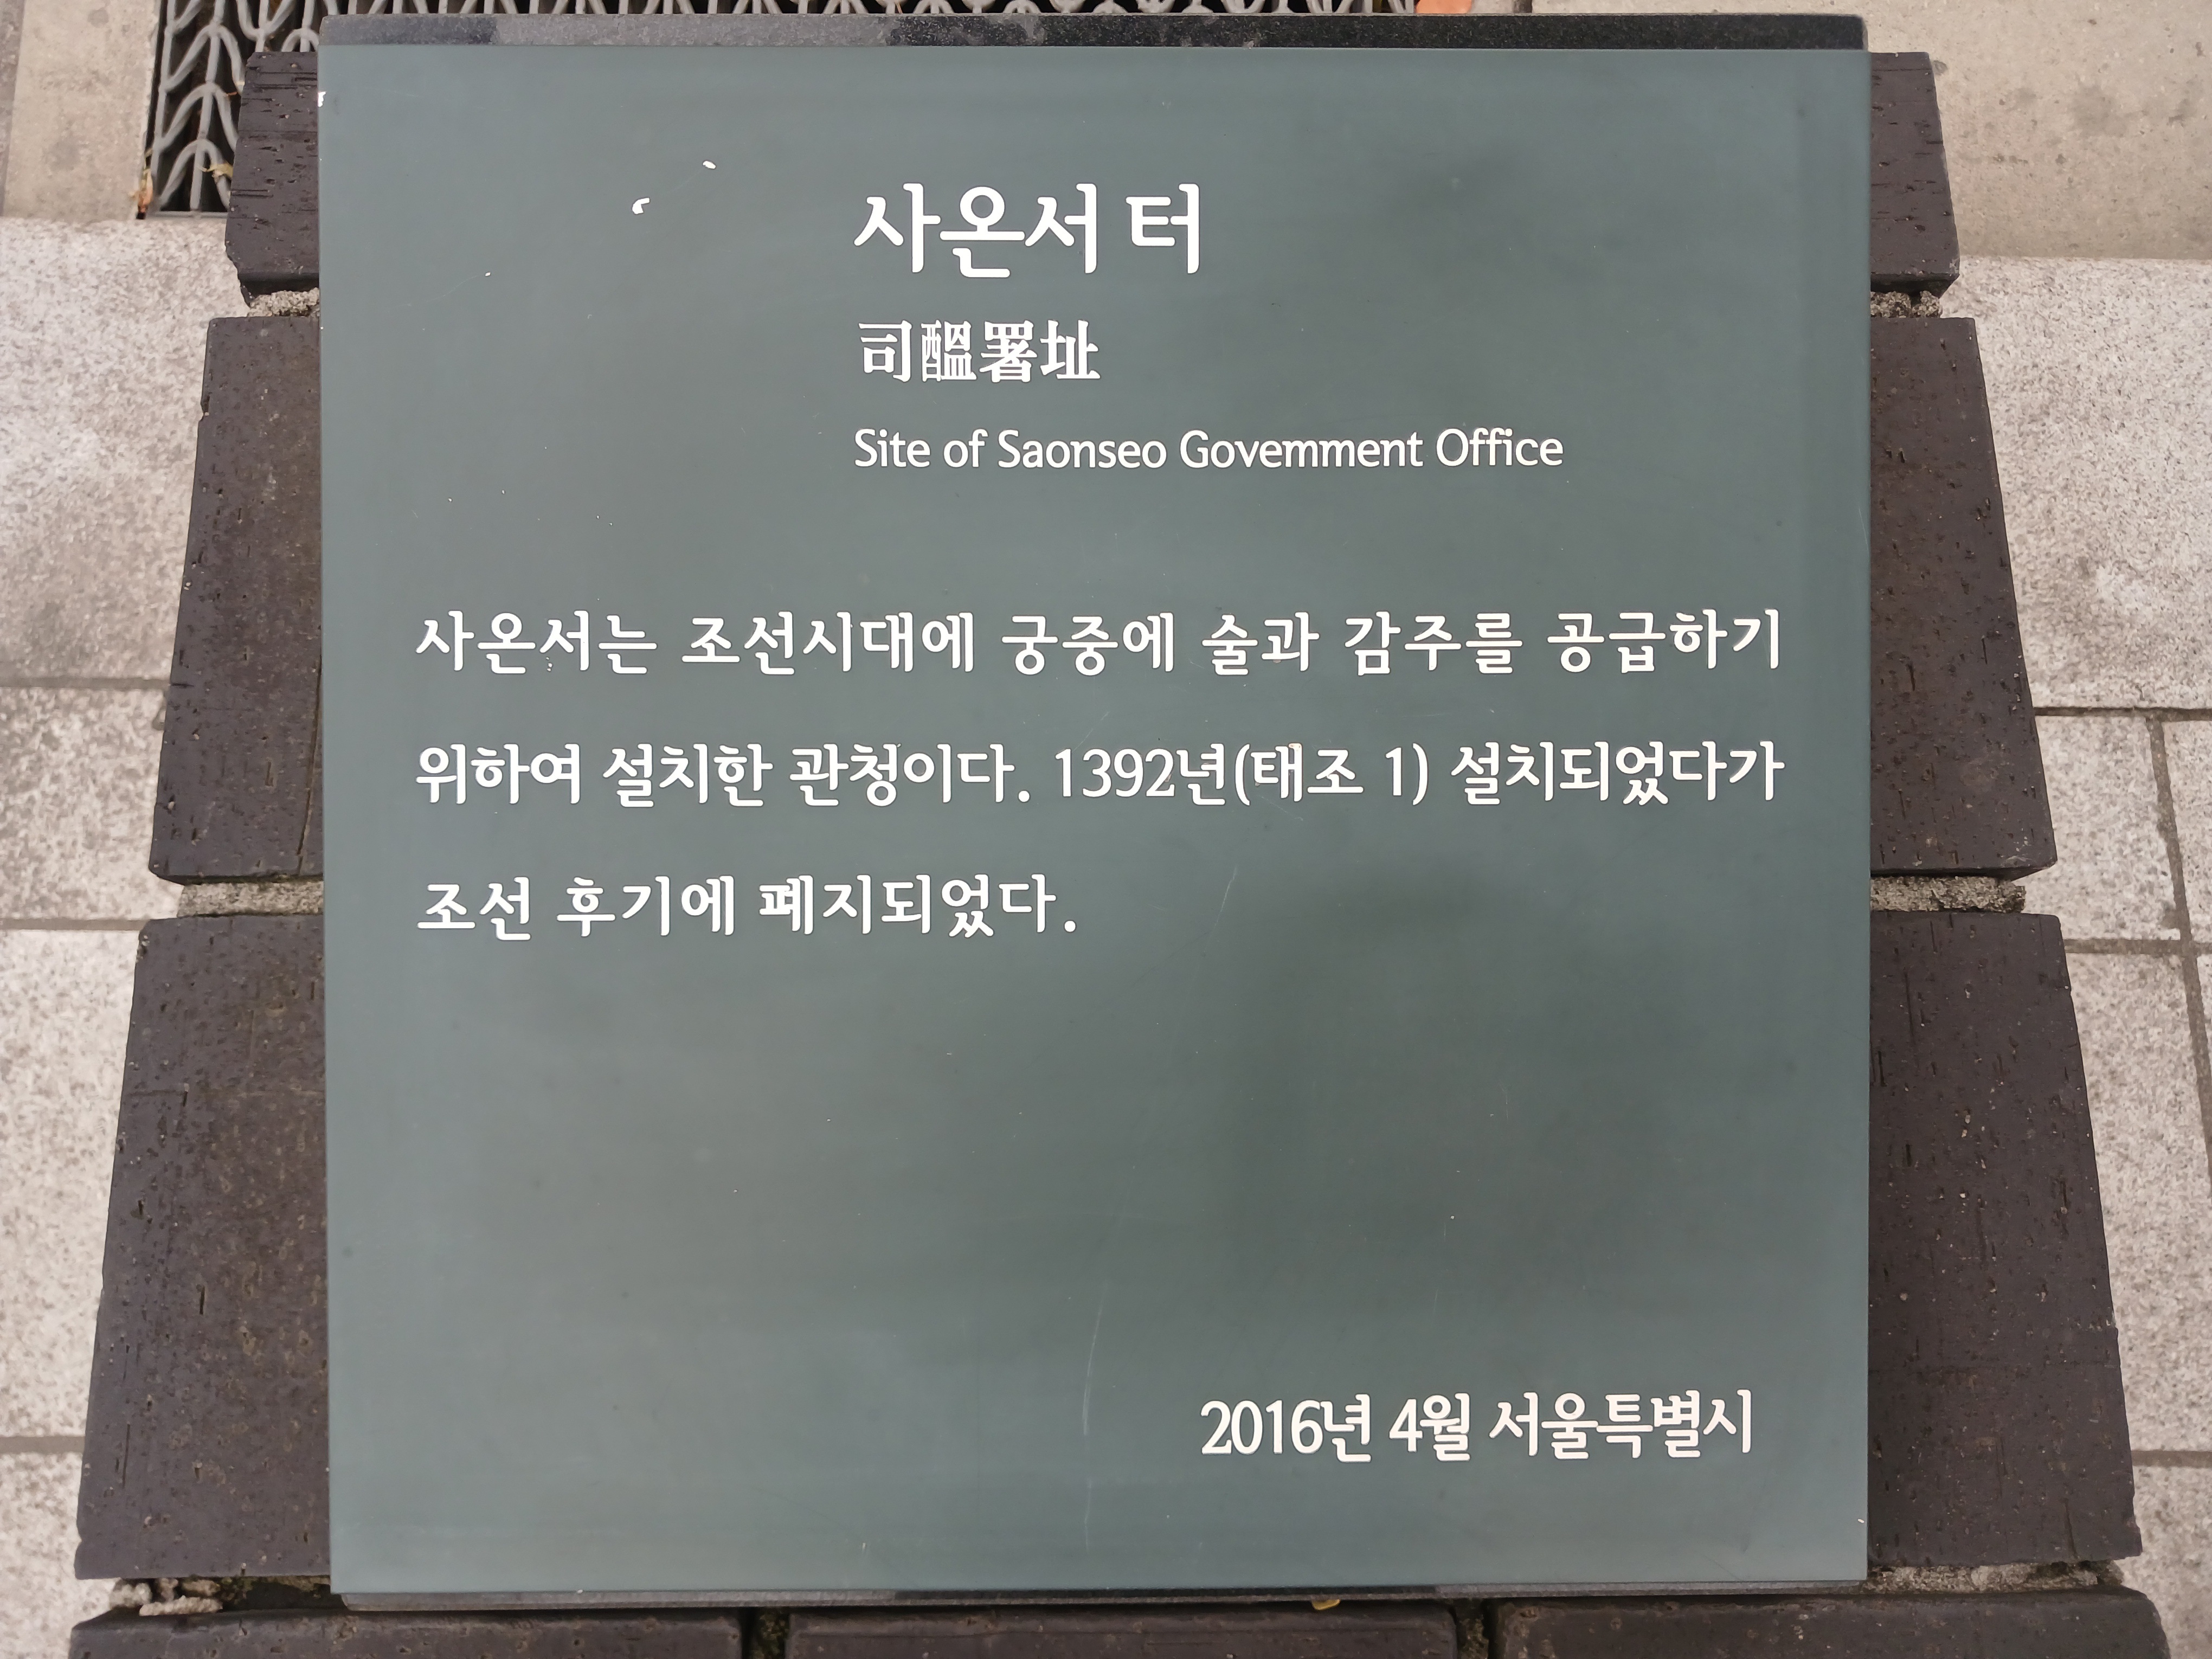 사온서 터
司醞署址
Site of Saonseo Government Office
사온서는 조선시대에 궁중에 술과 감주를 공급하기
위하여 설치한 관청이다. 1392년(태조 1) 설치되었다가
조선 후기에 폐지되었다.
2016년 4월 서울특별시